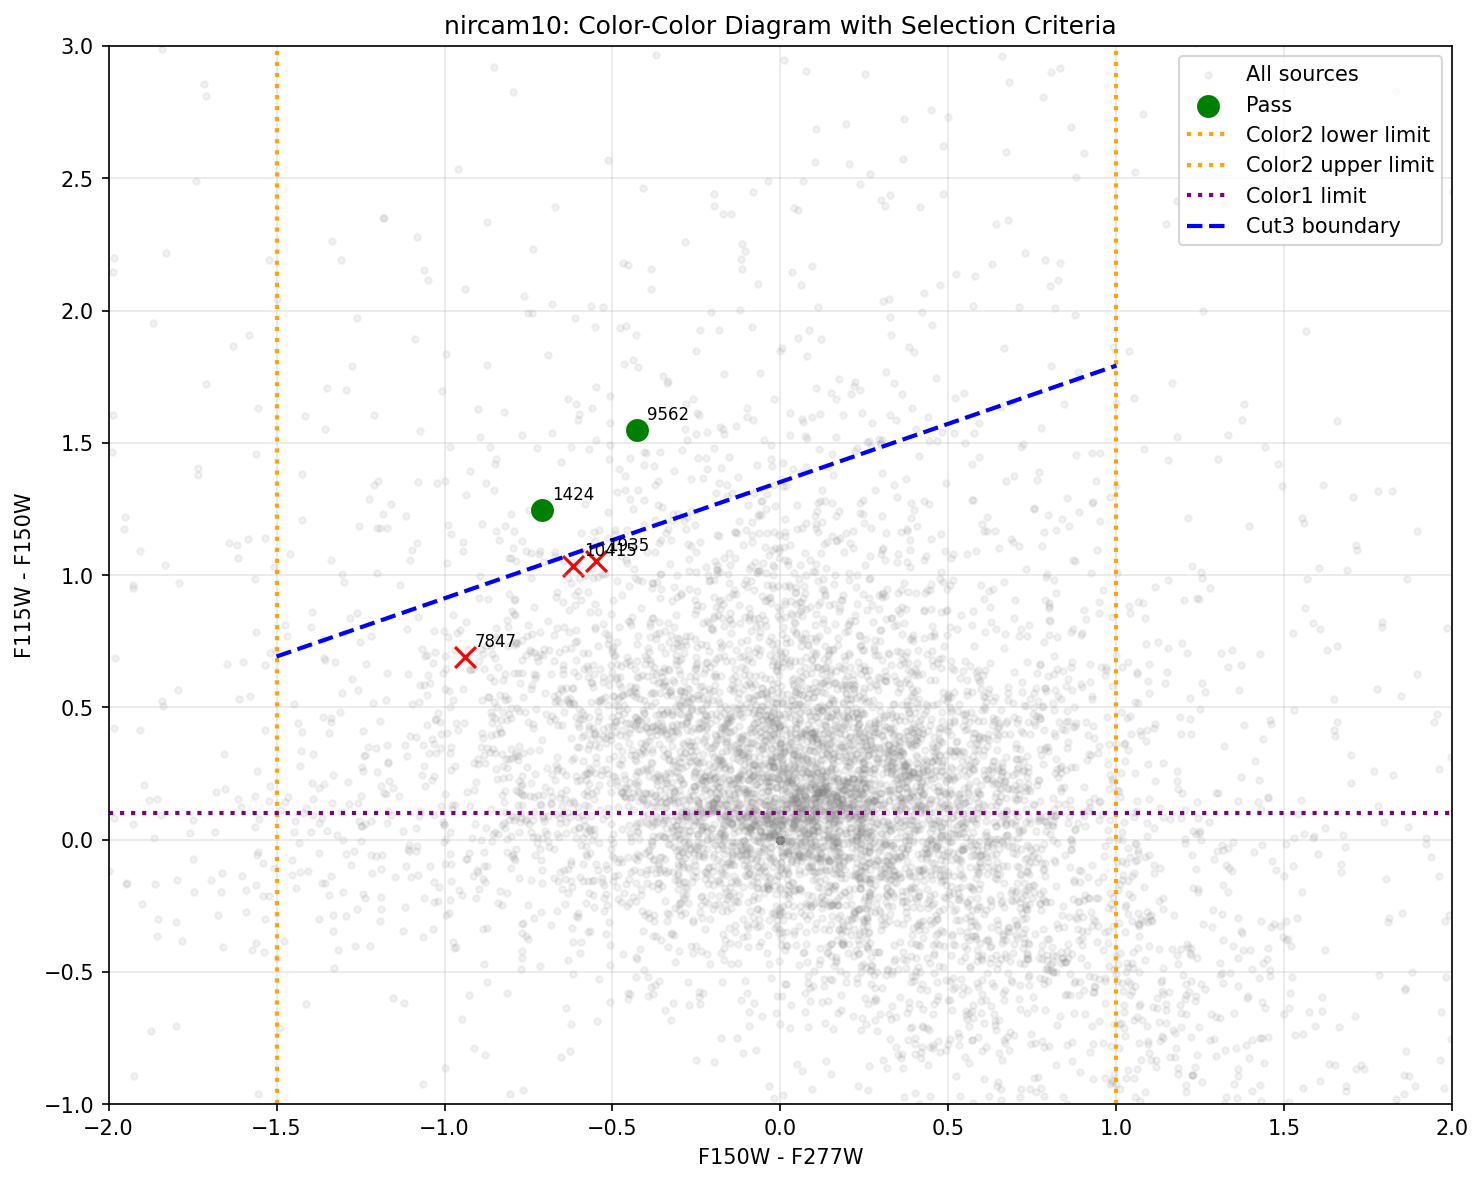 nircam10: Color-Color Diagram with Selection Criteria
All sources
Pass
Color2 lower limit
Color2 upper limit
Color1 limit
Cut3 boundary
F115W - F150W
3.0
2.5
2.0
1.5
1.0
0.5
0.0
−0.5
−1.0
9562
1424
10415
7847
−2.0
−1.5
−1.0
−0.5
0.0
0.5
1.0
1.5
2.0
F150W - F277W